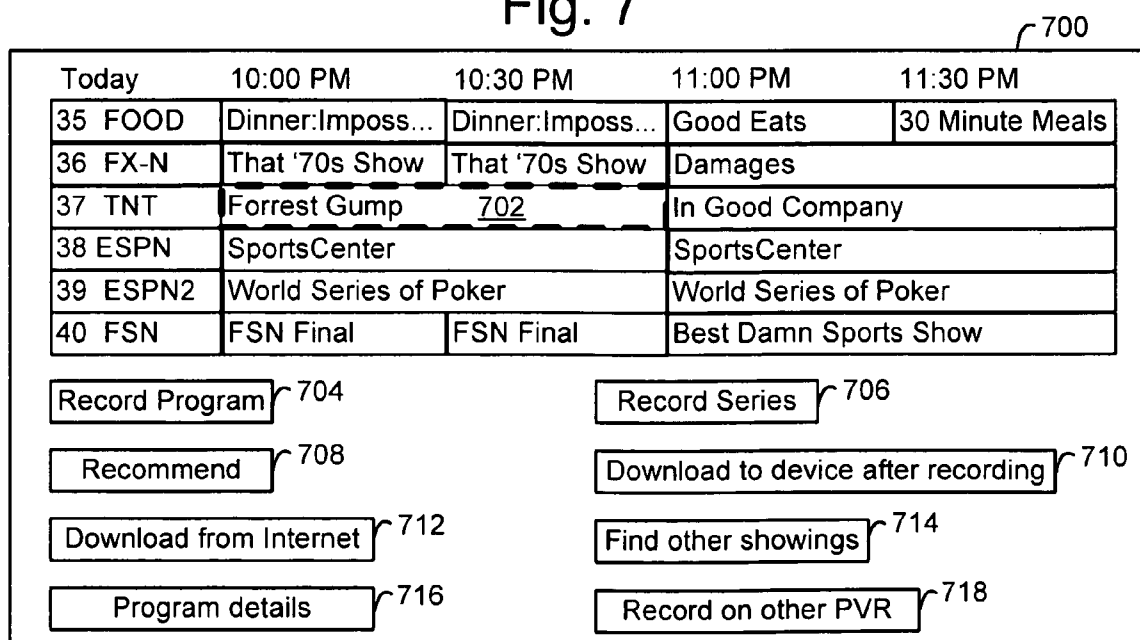 Fig. 7
700
Today 10:00 PM 10:30 PM 11:00 PM 11:30 PM
35 FOOD Dinner:Imposs... Dinner:Imposs... Good Eats 30 Minute Meals
36 FX-N That '70s Show That '70s Show Damages
37 TNT Forrest Gump 702 In Good Company
38 ESPN SportsCenter SportsCenter
39 ESPN2 World Series of Poker World Series of Poker
40 FSN FSN Final FSN Final Best Damn Sports Show
Record Program 704 Record Series 706
Recommend 708 Download to device after recording 710
Download from Internet 712 Find other showings 714
Program details 716 Record on other PVR 718